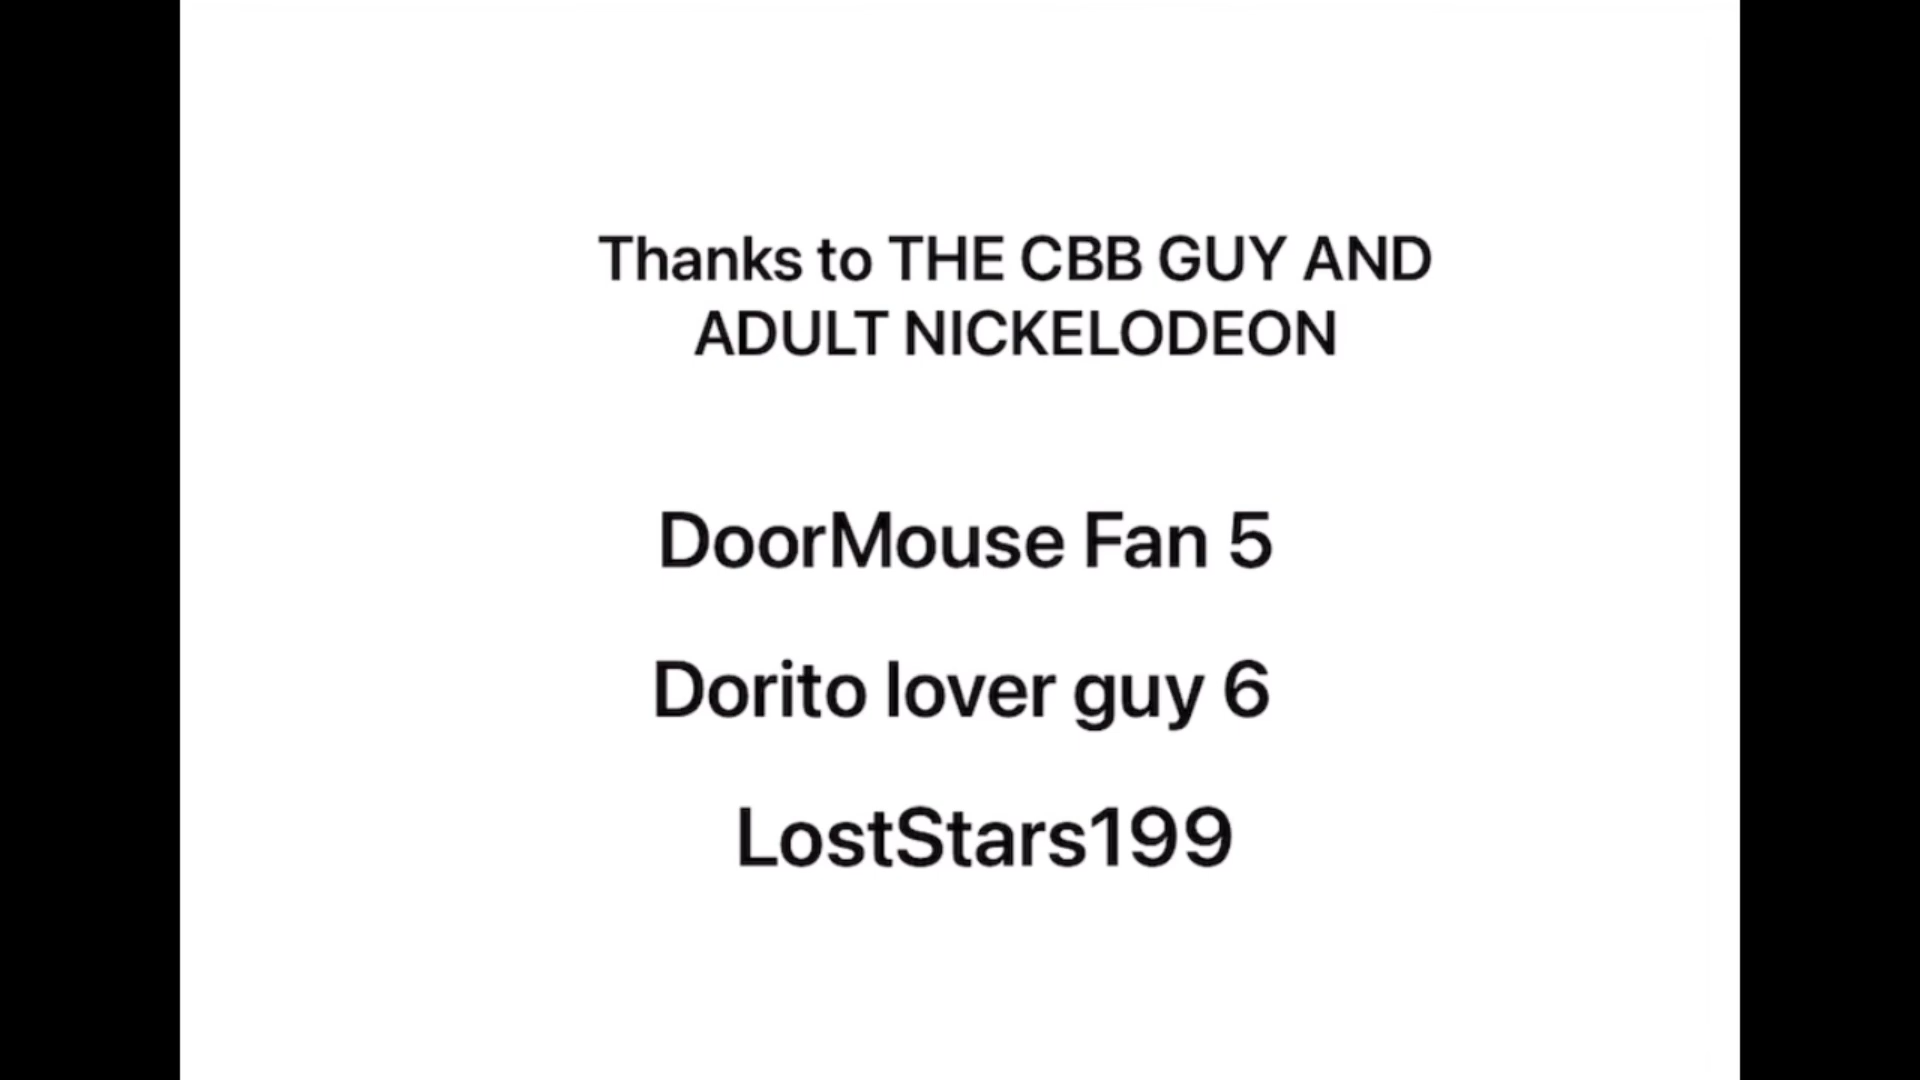 Thanks to THE CBB GUY AND
ADULT NICKELODEON
DoorMouse Fan 5
Dorito lover guy 6
LostStars199